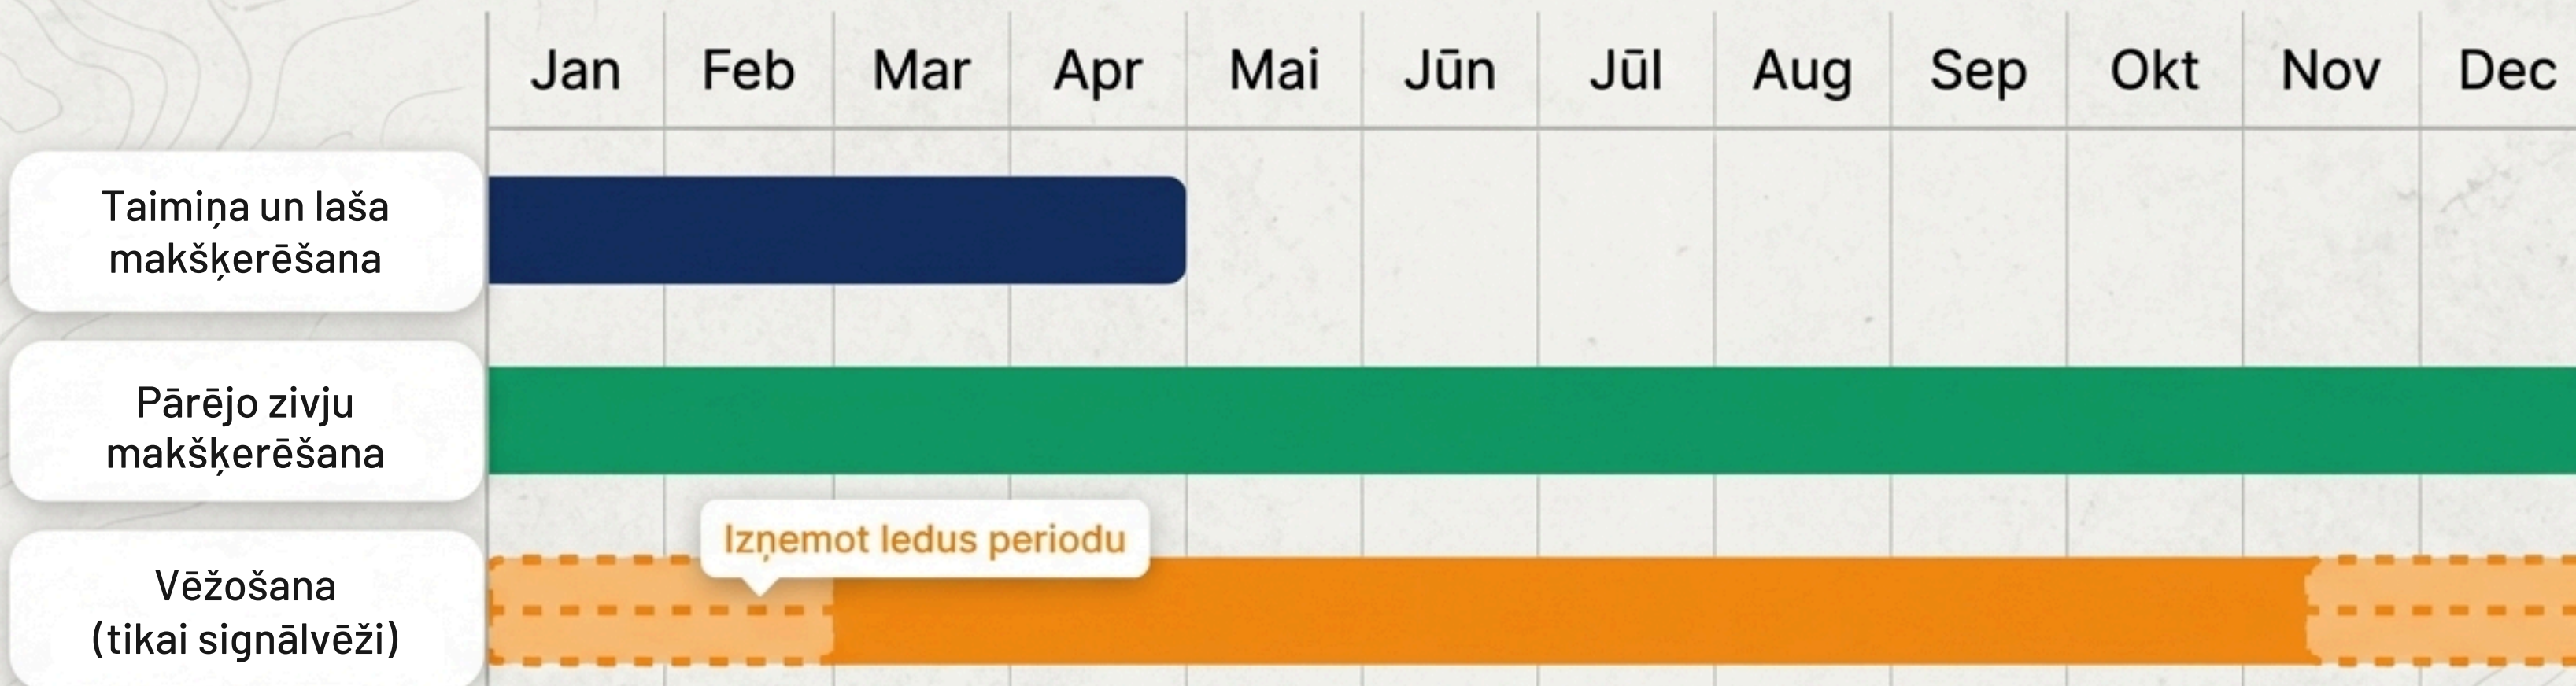 Jan Feb Mar Apr Mai Jūn Jūl Aug Sep Okt Nov Dec
Taimiņa un laša
makšķerēšana
Pārējo zivju
makšķerēšana
Izņemot ledus periodu
Vēžošana
(tikai signālvēži)